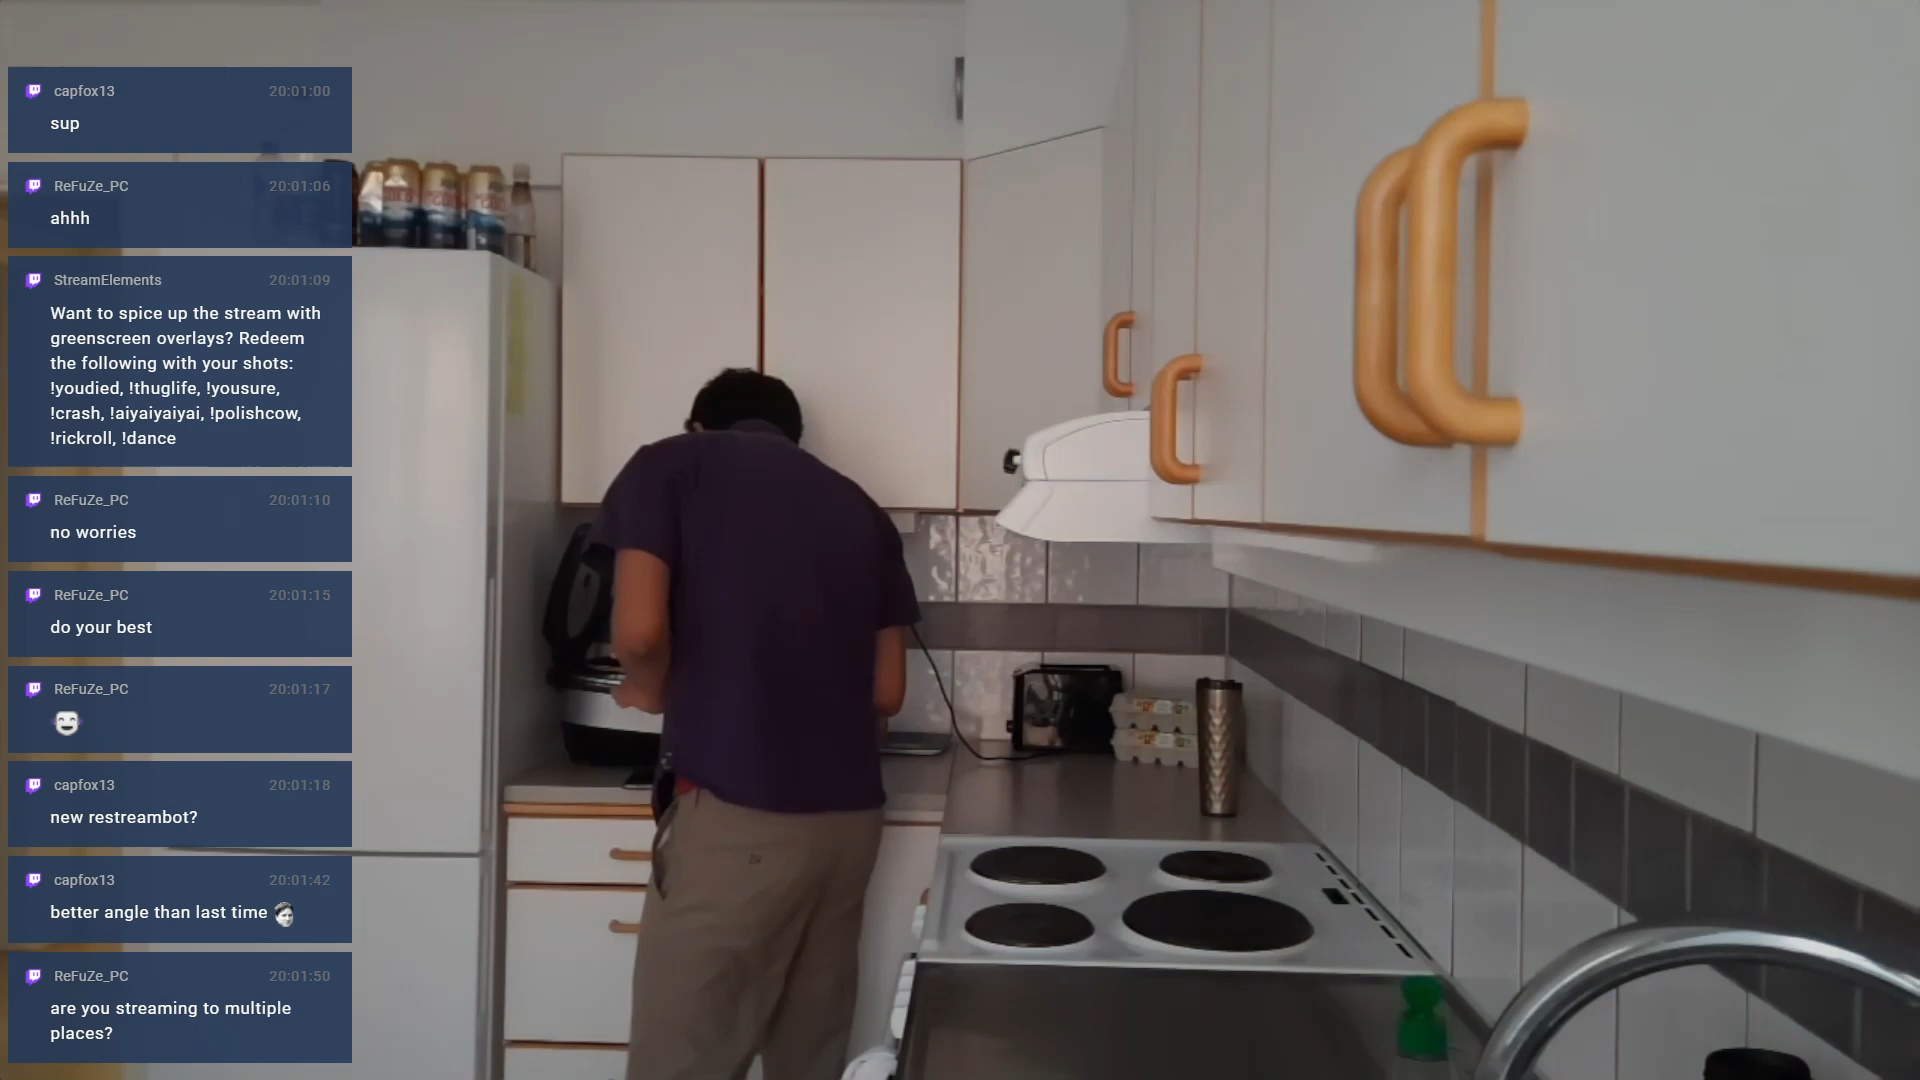 capfox13 20:01:00
sup
ReFuZe_PC 20:01:06
ahhh
StreamElements 20:01:09
Want to spice up the stream with
greenscreen overlays? Redeem
the following with your shots:
!youdied, !thuglife, !yousure,
!crash, !aiyaiyaiyai, !polishcow,
!rickroll, !dance
ReFuZe_PC 20:01:10
no worries
ReFuZe_PC 20:01:15
do your best
ReFuZe_PC 20:01:17
capfox13 20:01:18
new restreambot?
capfox13 20:01:42
better angle than last time
ReFuZe_PC 20:01:50
are you streaming to multiple
places?